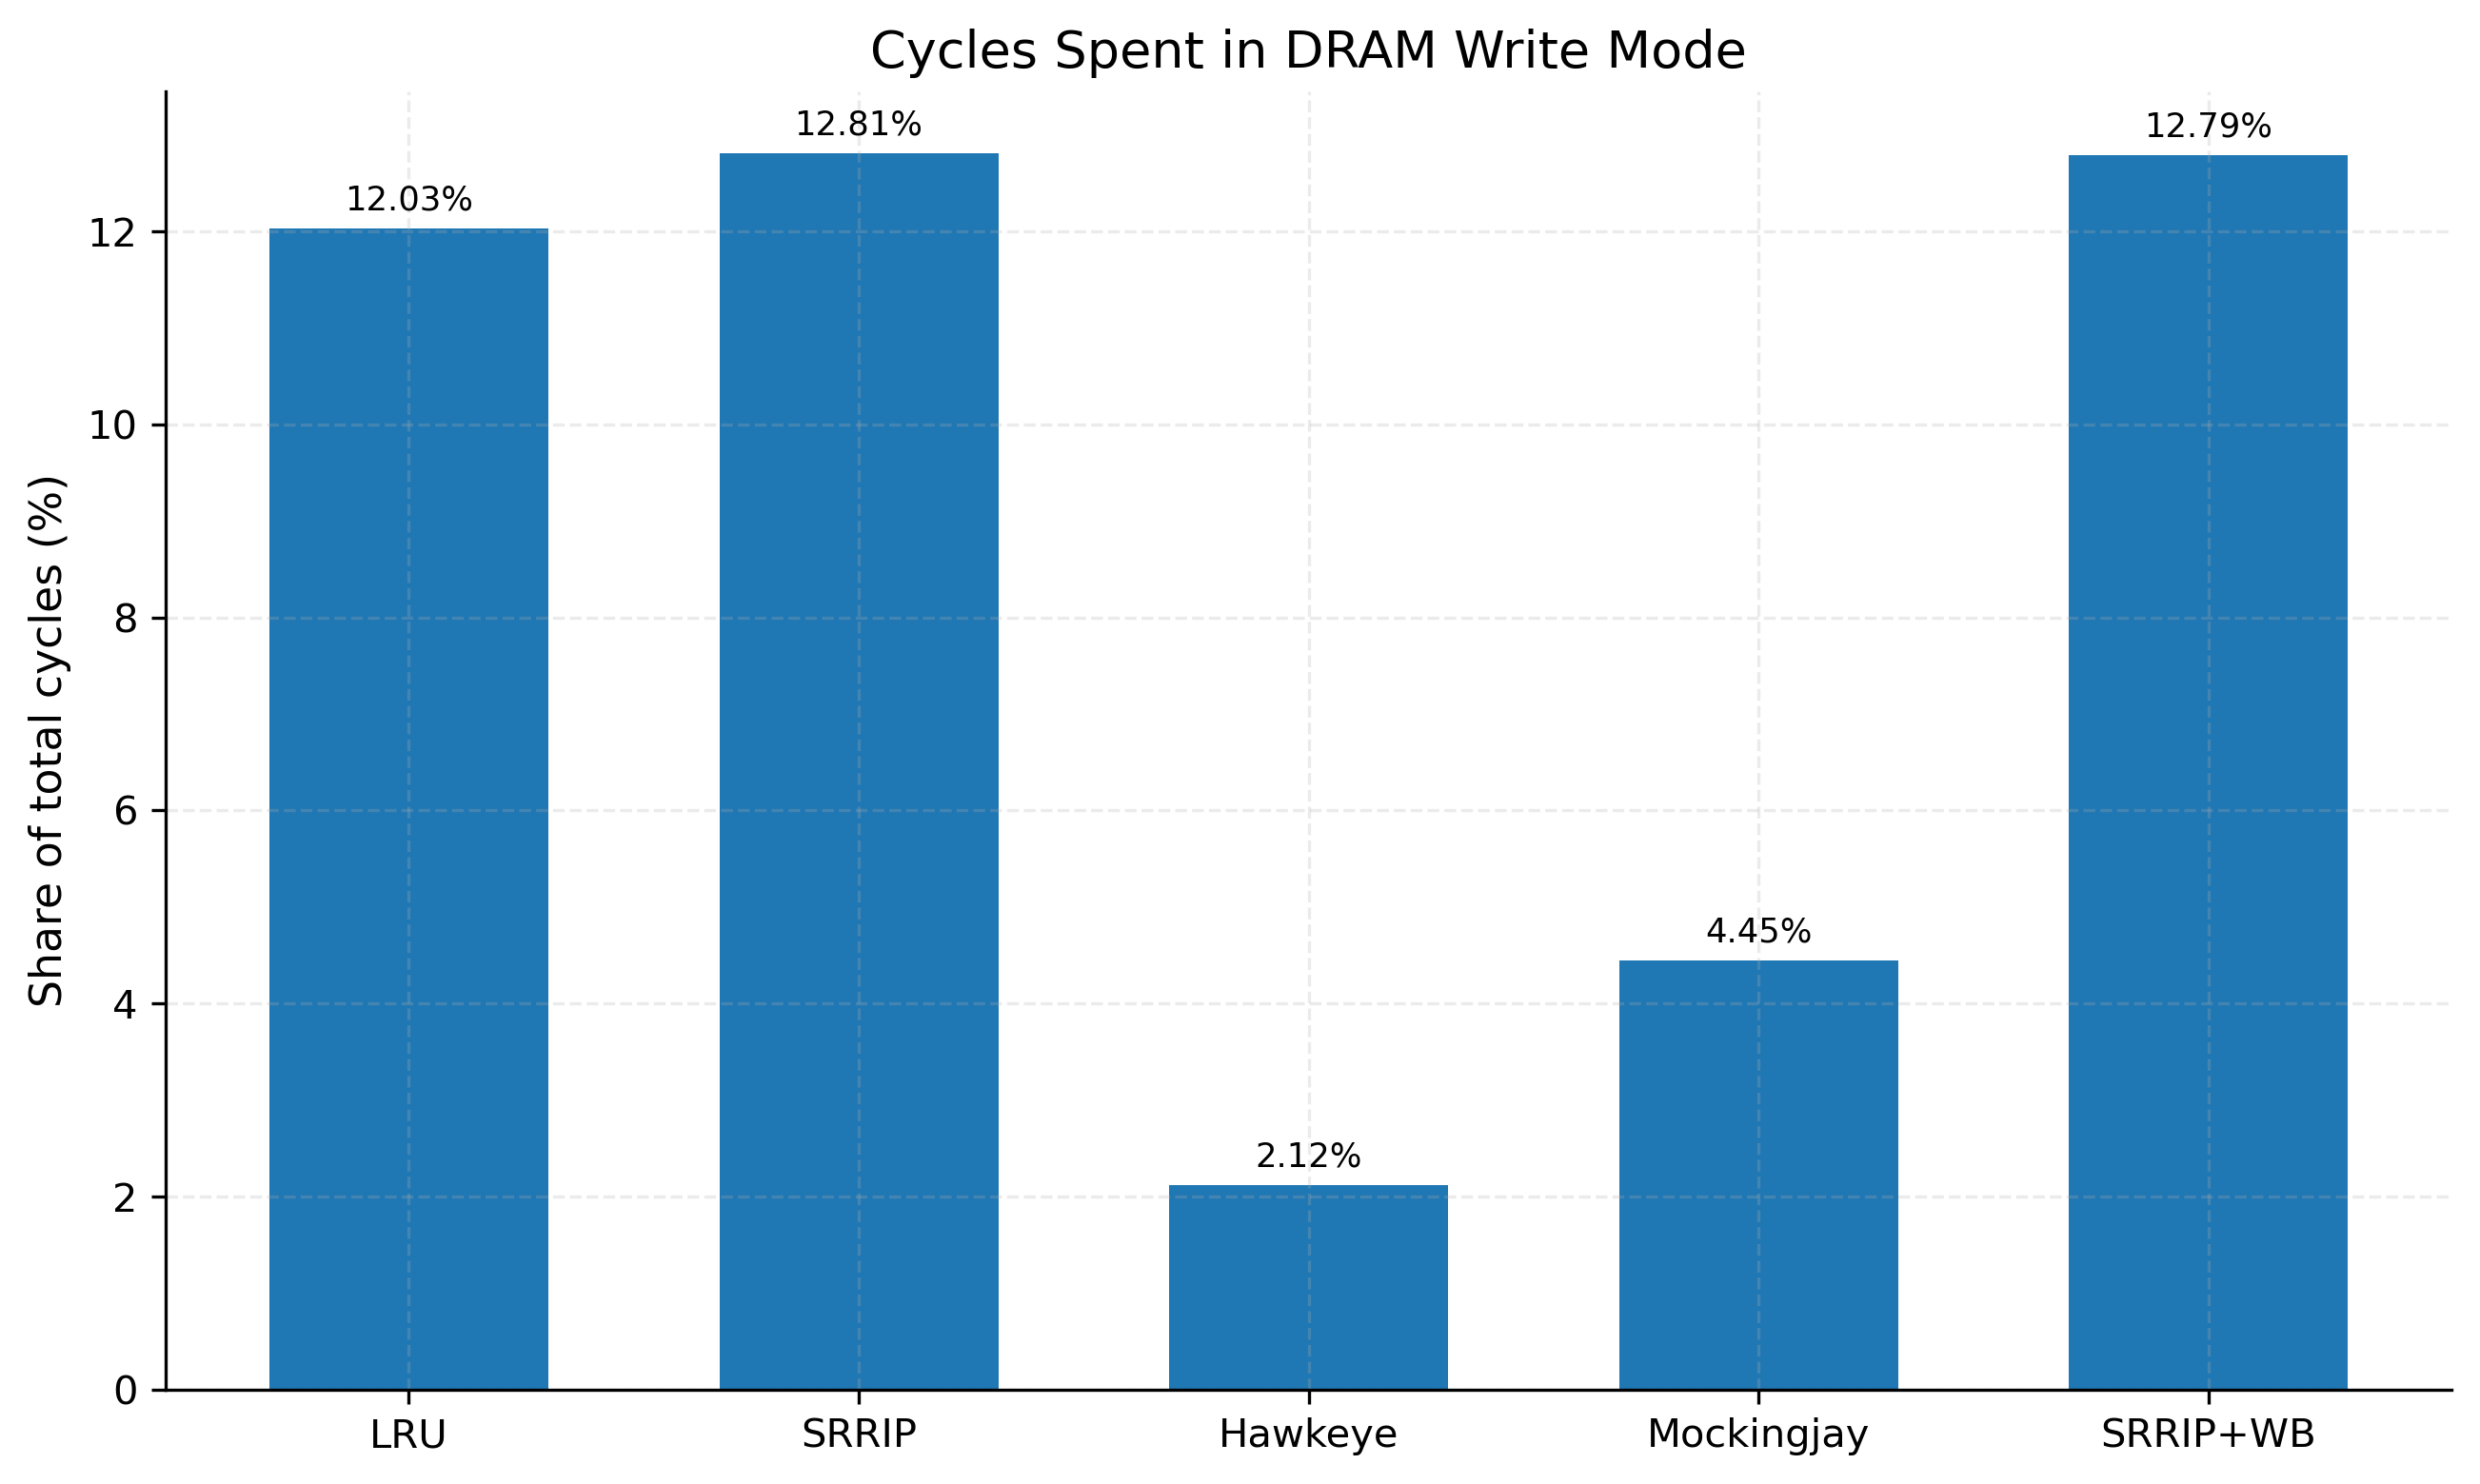 Cycles Spent in DRAM Write Mode
Share of total cycles (%)
12
10
8
6
4
2
0
12.03%
12.81%
2.12%
4.45%
12.79%
LRU
SRRIP
Hawkeye
Mockingjay
SRRIP+WB